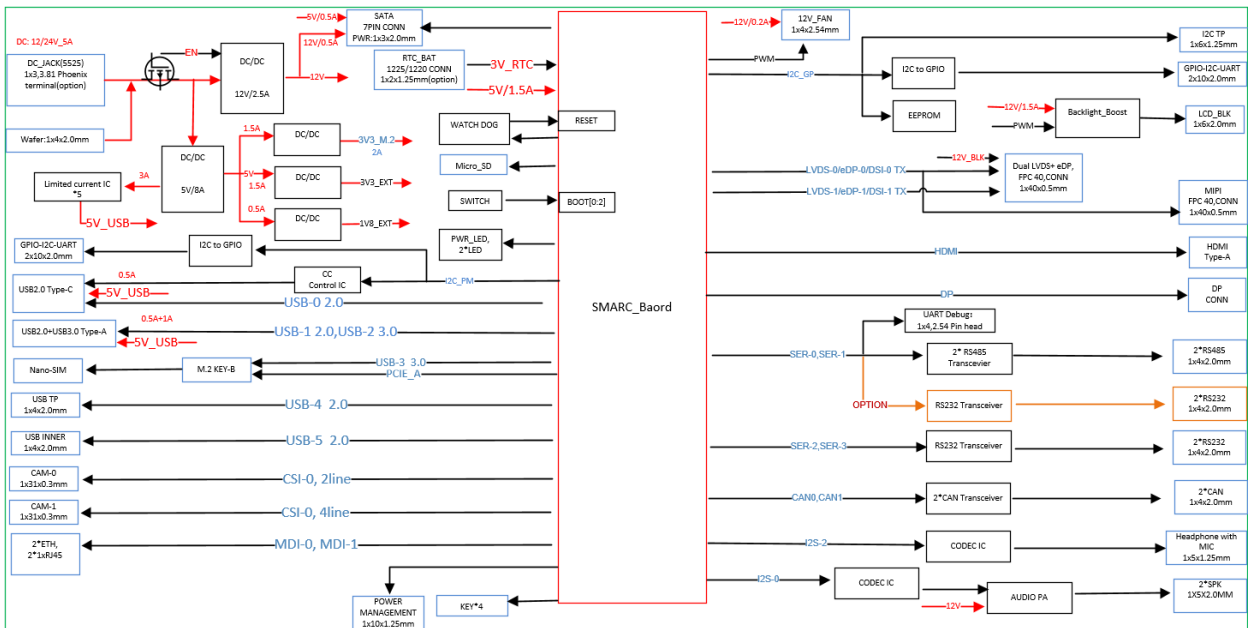 DC: 12/24V_5A
DC_JACK(5525)
1x3,3.81 Phoenix
terminal(option)
Wafer:1x4x2.0mm
EN
DC/DC
12V/2.5A
5V/0.5A
12V/0.5A
12V
SATA
7PIN CONN
PWR:1x3x2.0mm
RTC_BAT
1225/1220 CONN
1x2x1.25mm(option)
3V_RTC
5V/1.5A
Limited current IC
*5
3A
5V_USB
DC/DC
5V/8A
5V
1.5A
DC/DC
3V3_M.2
2A
1.5A
DC/DC
3V3_EXT
0.5A
DC/DC
1V8_EXT
WATCH DOG
RESET
Micro_SD
SWITCH
BOOT[0:2]
PWR_LED,
2*LED
GPIO-I2C-UART
2x10x2.0mm
I2C to GPIO
CC
Control IC
I2C_PM
USB2.0 Type-C
0.5A
5V_USB
USB-0 2.0
USB2.0+USB3.0 Type-A
0.5A+1A
5V_USB
USB-1 2.0,USB-2 3.0
Nano-SIM
M.2 KEY-B
USB-3 3.0
PCIE_A
USB TP
1x4x2.0mm
USB-4 2.0
USB INNER
1x4x2.0mm
USB-5 2.0
CAM-0
1x31x0.3mm
CSI-0, 2line
CAM-1
1x31x0.3mm
CSI-0, 4line
2*ETH,
2*1xRJ45
MDI-0, MDI-1
POWER
MANAGEMENT
1x10x1.25mm
KEY*4
SMARC_Baord
12V/0.2A
12V_FAN
1x4x2.54mm
PWM
I2C_GP
I2C to GPIO
EEPROM
I2C TP
1x6x1.25mm
GPIO-I2C-UART
2x10x2.0mm
12V/1.5A
PWM
Backlight_Boost
LCD_BLK
1x6x2.0mm
12V_BLK
LVDS-0/eDP-0/DSI-0 TX
LVDS-1/eDP-1/DSI-1 TX
Dual LVDS+ eDP,
FPC 40,CONN
1x40x0.5mm
MIPI
FPC 40,CONN
1x40x0.5mm
HDMI
HDMI
Type-A
DP
DP
CONN
UART Debug:
1x4,2.54 Pin head
SER-0,SER-1
2* RS485
Transcevier
2*RS485
1x4x2.0mm
OPTION
RS232 Transceiver
2*RS232
1x4x2.0mm
SER-2,SER-3
RS232 Transceiver
2*RS232
1x4x2.0mm
CAN0,CAN1
2*CAN Transceiver
2*CAN
1x4x2.0mm
I2S-2
CODEC IC
Headphone with
MIC
1x5x1.25mm
I2S-0
CODEC IC
12V
AUDIO PA
2*SPK
1X5X2.0MM